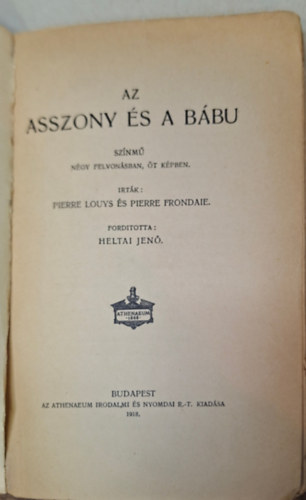 AZ
ASSZONY ÉS A BÁBU
SZÍNMŰ
NÉGY FELVONÁSBAN, ÖT KÉPBEN.
IRTÁK:
PIERRE LOUYS ÉS PIERRE FRONDAIE.
FORDITOTTA:
HELTAI JENŐ.
ATHENAEUM
BUDAPEST
AZ ATHENAEUM IRODALMI ÉS NYOMDAI R.-T. KIADÁSA